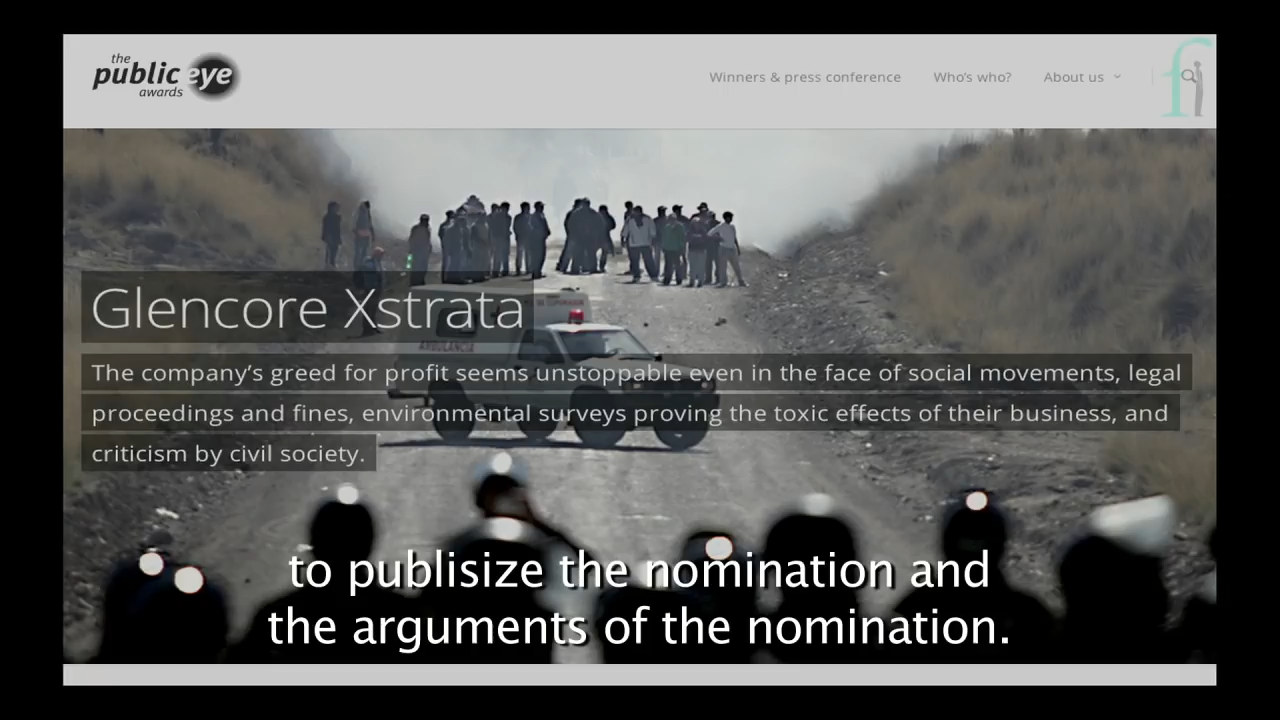 the
public eye
awards
Winners & press conference
Who's who?
About us
fi
Glencore Xstrata
AMBULANCIA
The company's greed for profit seems unstoppable even in the face of social movements, legal
proceedings and fines, environmental surveys proving the toxic effects of their business, and
criticism by civil society.
to publisize the nomination and
the arguments of the nomination.